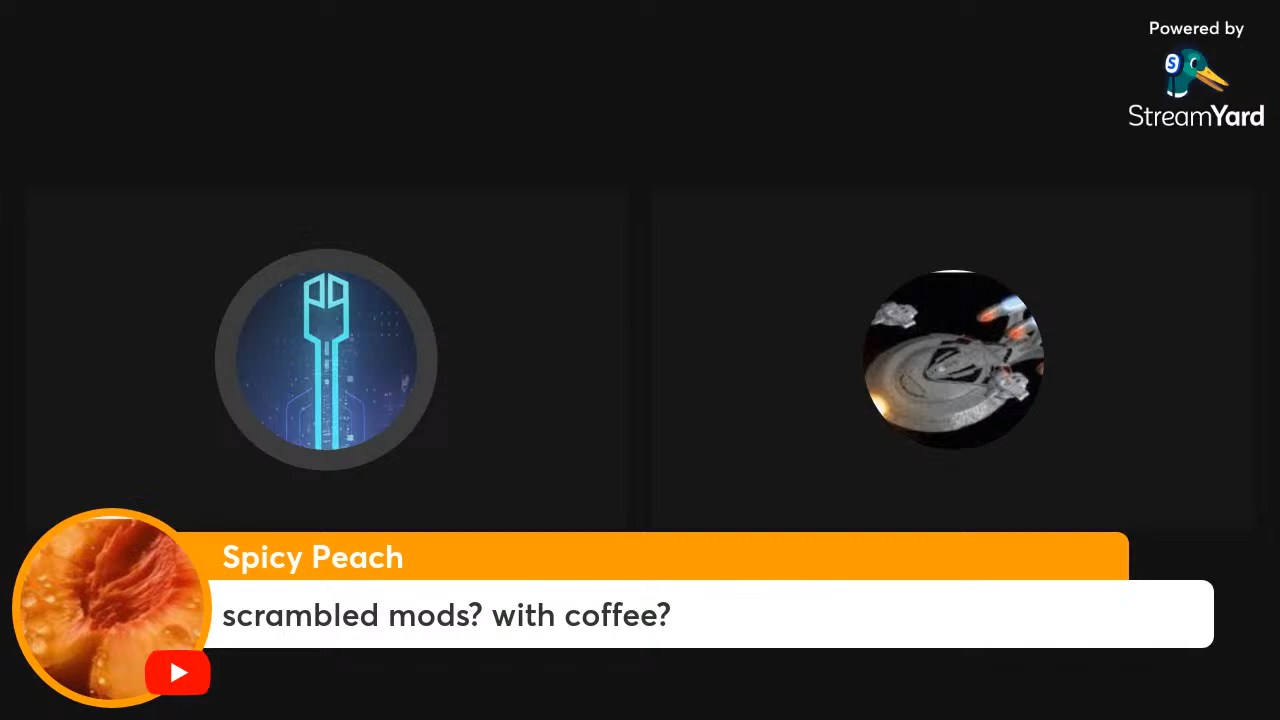 Powered by
S
StreamYard
Spicy Peach
scrambled mods? with coffee?